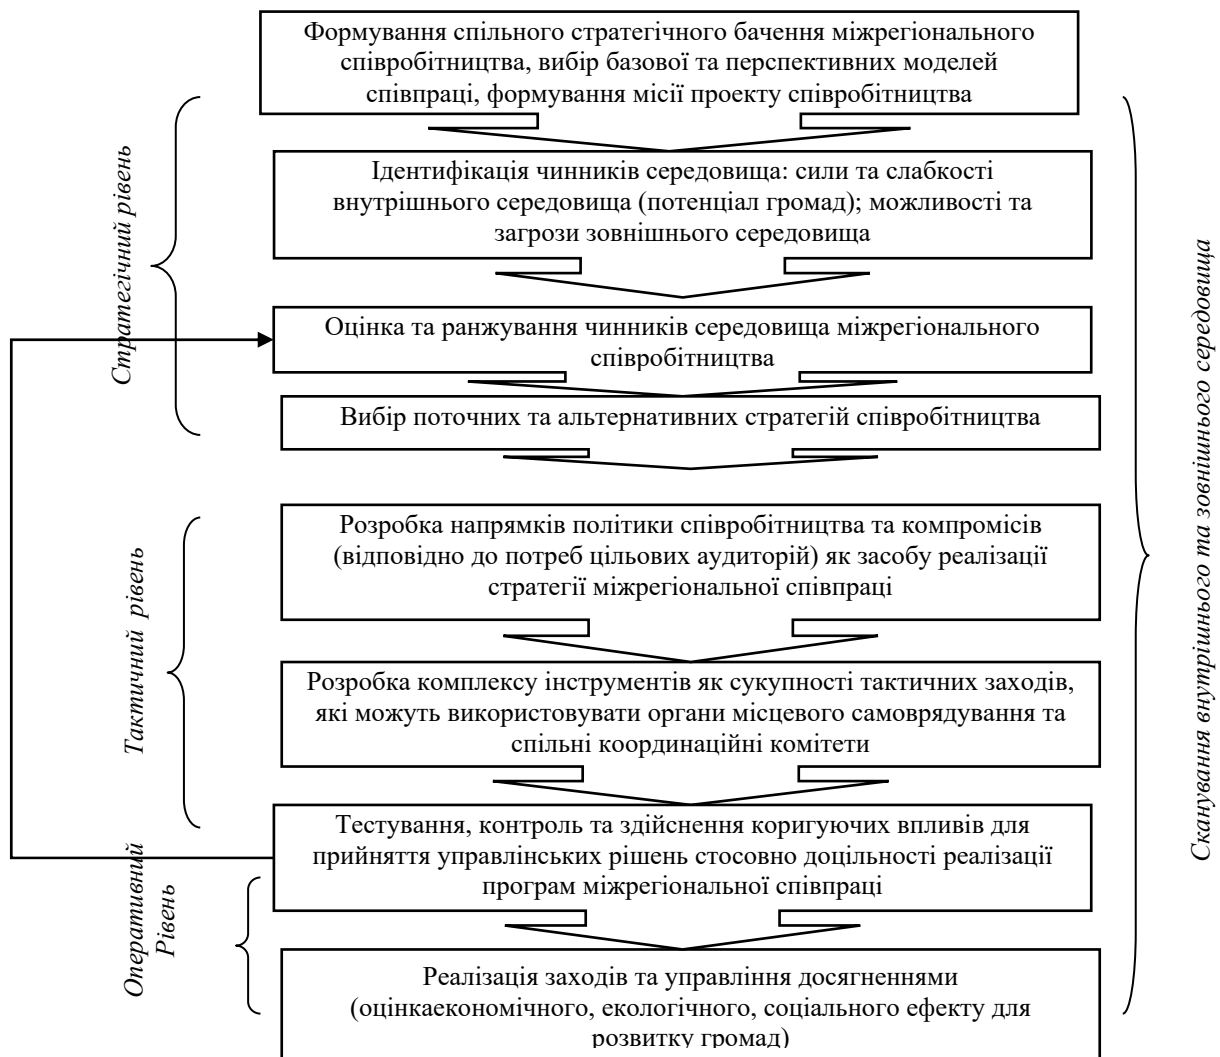 Формування спільного стратегічного бачення міжрегіонального
співробітництва, вибір базової та перспективних моделей
співпраці, формування місії проекту співробітництва
Ідентифікація чинників середовища: сили та слабкості
внутрішнього середовища (потенціал громад); можливості та
загрози зовнішнього середовища
Оцінка та ранжування чинників середовища міжрегіонального
співробітництва
Вибір поточних та альтернативних стратегій співробітництва
Стратегічний рівень
Розробка напрямків політики співробітництва та компромісів
(відповідно до потреб цільових аудиторій) як засобу реалізації
стратегії міжрегіональної співпраці
Розробка комплексу інструментів як сукупності тактичних заходів,
які можуть використовувати органи місцевого самоврядування та
спільні координаційні комітети
Тактичний рівень
Тестування, контроль та здійснення коригуючих впливів для
прийняття управлінських рішень стосовно доцільності реалізації
програм міжрегіональної співпраці
Реалізація заходів та управління досягненнями
(оцінкаекономічного, екологічного, соціального ефекту для
розвитку громад)
Оперативний
Рівень
Сканування внутрішнього та зовнішнього середовища